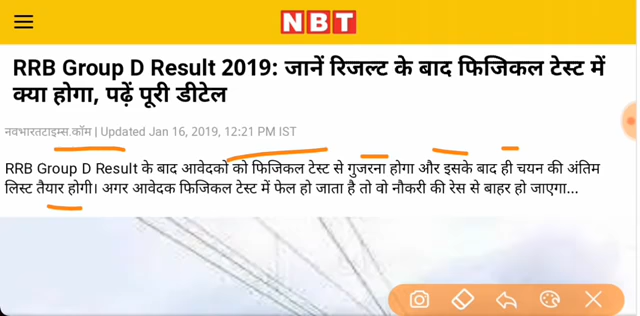 NBT
RRB Group D Result 2019: जानें रिजल्ट के बाद फिजिकल टेस्ट में
क्या होगा, पढ़ें पूरी डीटेल
नवभारतटाइम्स.कॉम | Updated Jan 16, 2019, 12:21 PM IST
RRB Group D Result के बाद आवेदकों को फिजिकल टेस्ट से गुजरना होगा और इसके बाद ही चयन की अंतिम
लिस्ट तैयार होगी। अगर आवेदक फिजिकल टेस्ट में फेल हो जाता है तो वो नौकरी की रेस से बाहर हो जाएगा...